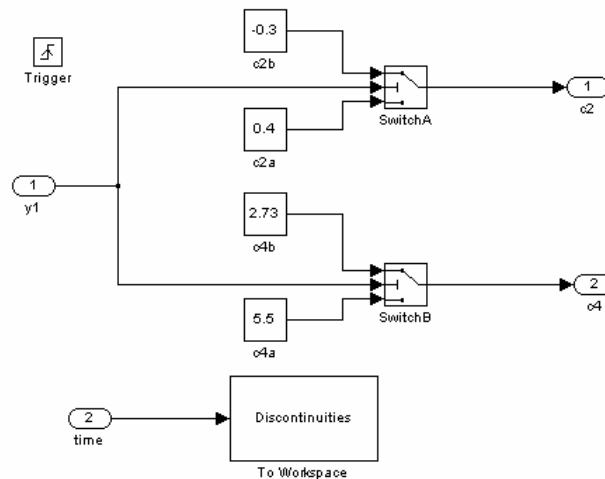 -0.3
c2b
Trigger
1
c2
SwitchA
0.4
c2a
1
y1
2.73
c4b
2
c4
SwitchB
5.5
c4a
2
time
Discontinuities
To Workspace